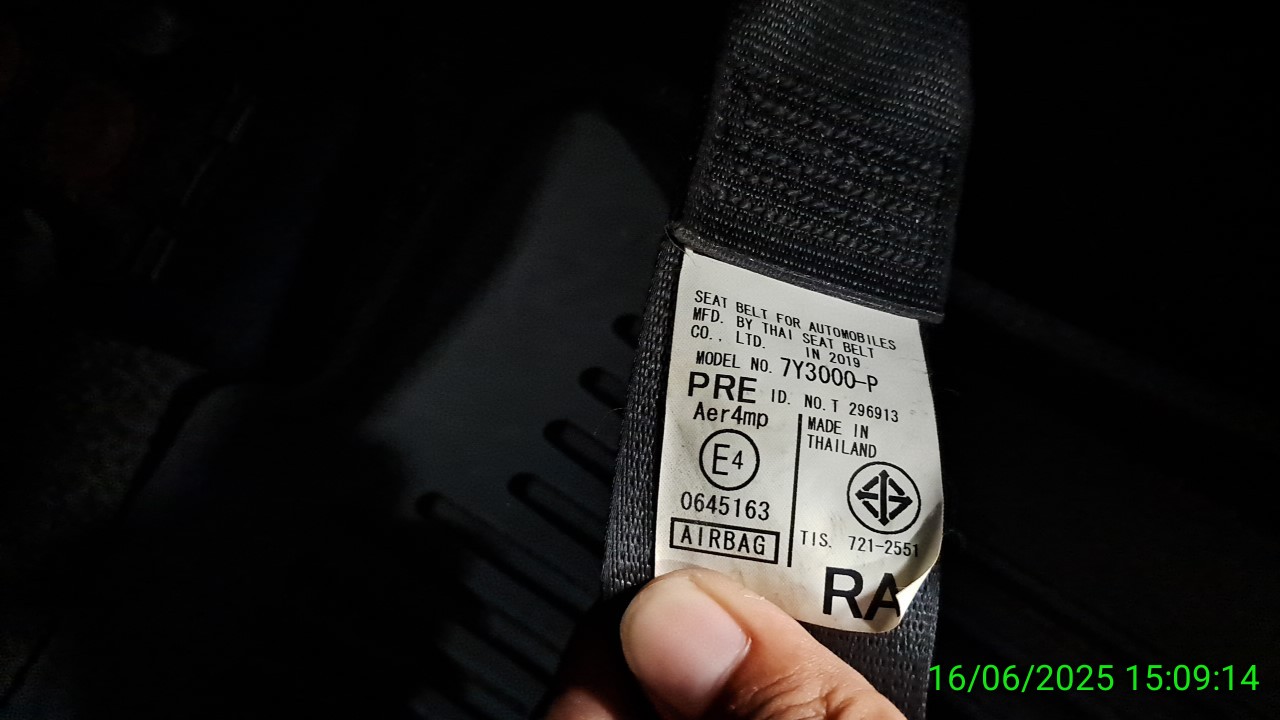 SEAT BELT FOR AUTOMOBILES
MFD. BY THAI SEAT BELT
CO., LTD. IN 2019
MODEL NO. 7Y3000-P
PRE ID. NO. T 296913
Aer4mp
E4
0645163
AIRBAG
MADE IN
THAILAND
TIS. 721-2551
RA
16/06/2025 15:09:14